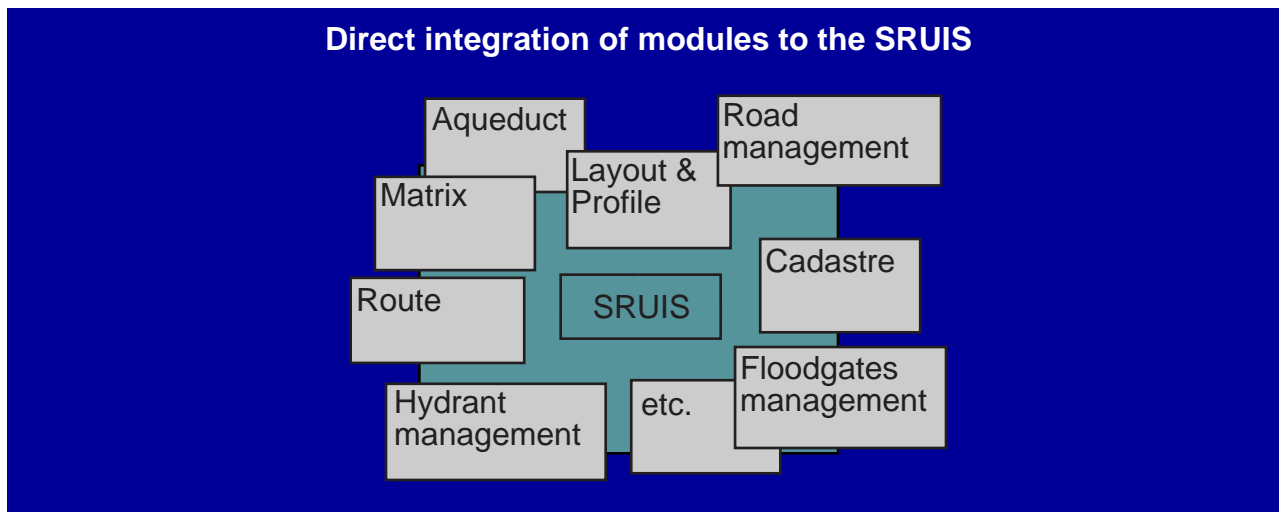 Direct integration of modules to the SRUIS
Aqueduct
Road
management
Layout &
Profile
Matrix
Cadastre
Route
SRUIS
Floodgates
management
Hydrant
management
etc.